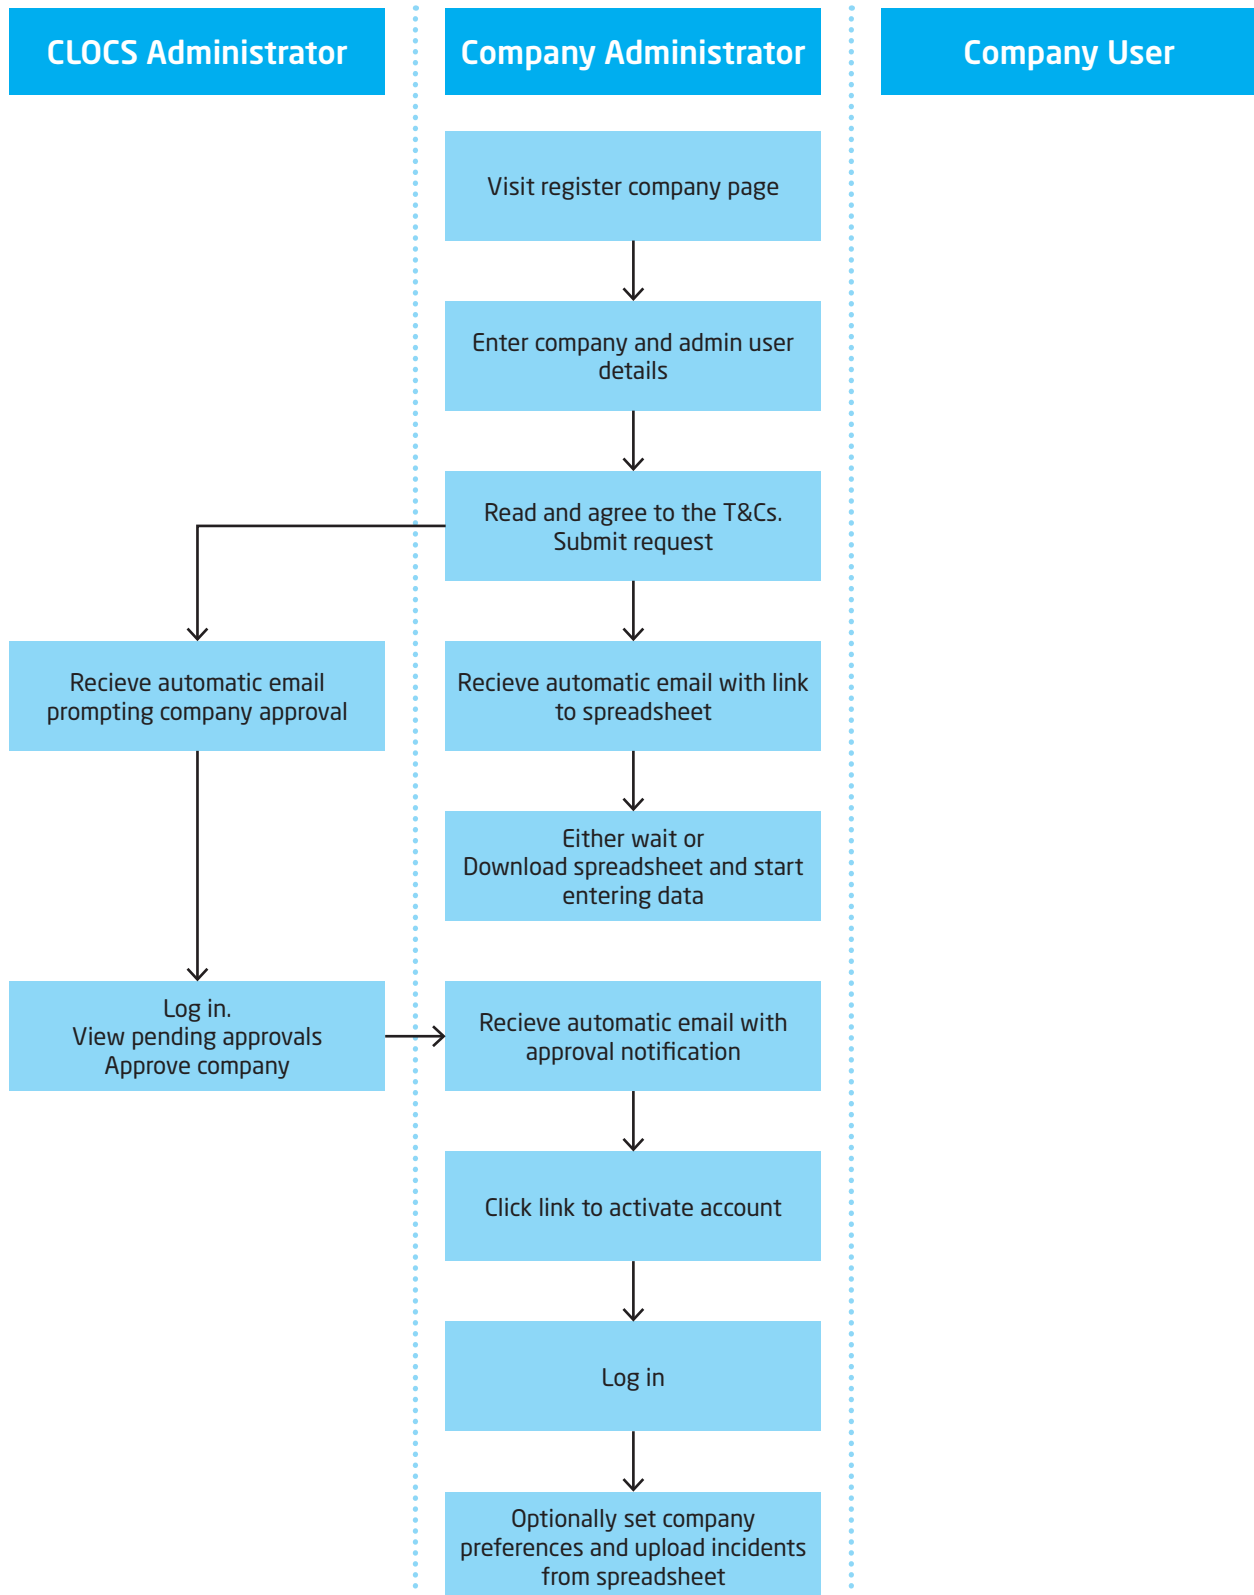 CLOCS Administrator
Company Administrator
Company User
Visit register company page
Enter company and admin user
details
Read and agree to the T&Cs.
Submit request
Recieve automatic email
prompting company approval
Recieve automatic email with link
to spreadsheet
Either wait or
Download spreadsheet and start
entering data
Log in.
View pending approvals
Approve company
Recieve automatic email with
approval notification
Click link to activate account
Log in
Optionally set company
preferences and upload incidents
from spreadsheet